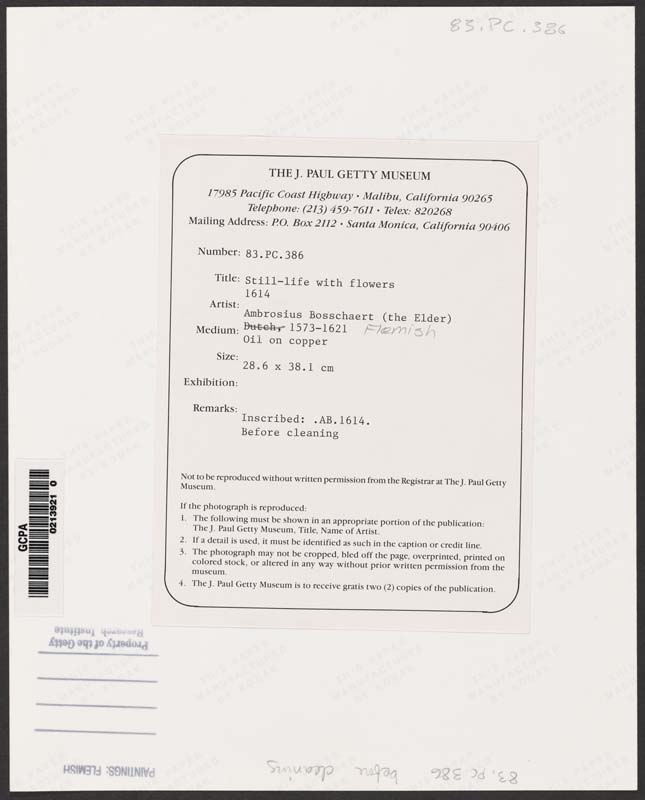 83.PC.386
THE J. PAUL GETTY MUSEUM
17985 Pacific Coast Highway • Malibu, California 90265
Telephone: (213) 459-7611 • Telex: 820268
Mailing Address: P.O. Box 2112 • Santa Monica, California 90406
Number: 83.PC.386
Title: Still-life with flowers
1614
Artist:
Ambrosius Bosschaert (the Elder)
Medium: Dutch, 1573-1621 Flemish
Oil on copper
Size: 28.6 x 38.1 cm
Exhibition:
Remarks:
Inscribed: .AB.1614.
Before cleaning
Not to be reproduced without written permission from the Registrar at The J. Paul Getty
Museum.
If the photograph is reproduced:
1. The following must be shown in an appropriate portion of the publication:
The J. Paul Getty Museum, Title, Name of Artist.
2. If a detail is used, it must be identified as such in the caption or credit line.
3. The photograph may not be cropped, bled off the page, overprinted, printed on
colored stock, or altered in any way without prior written permission from the
museum.
4. The J. Paul Getty Museum is to receive gratis two (2) copies of the publication.
GCPA
0213921 0
Property of the Getty
Research Institute
PAINTINGS: FLEMISH
83.PC.386 before cleaning
THIS PAPER
MANUFACTURED
BY KODAK